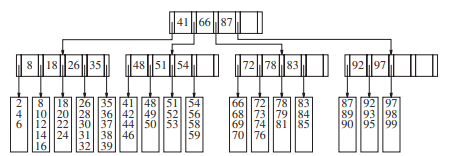 41 66 87
8 18 26 35 48 51 54 72 78 83 92 97
2 8 18 26 35 41 48 51 54 66 72 78 83 87 92 97
4 10 20 28 36 42 49 52 56 68 73 79 84 89 93 98
6 12 22 30 37 44 50 53 58 69 74 81 85 90 95 99
14 24 31 38 46 59 70 76
16 32 39